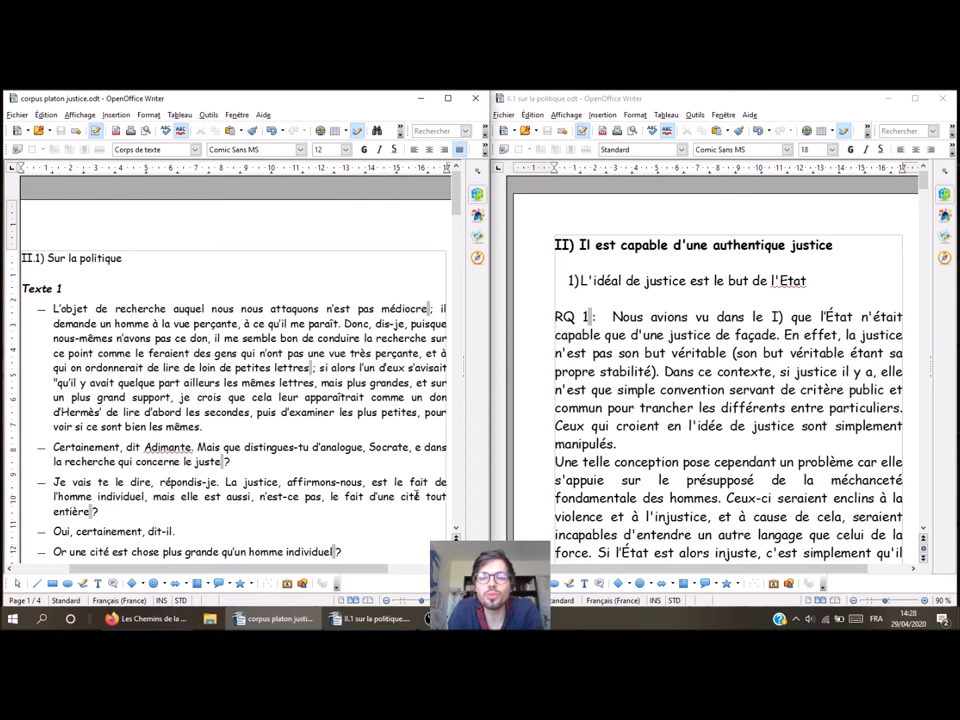 corpus platon justice.odt - OpenOffice Writer
Fichier Édition Affichage Insertion Format Tableau Outils Fenêtre Aide
Rechercher
Corps de texte Comic Sans MS 12 G I S
II.1) Sur la politique
Texte 1
— L'objet de recherche auquel nous nous attaquons n'est pas médiocre ; il
demande un homme à la vue perçante, à ce qu'il me paraît. Donc, dis-je, puisque
nous-mêmes n'avons pas ce don, il me semble bon de conduire la recherche sur
ce point comme le feraient des gens qui n'ont pas une vue très perçante, et à
qui on ordonnerait de lire de loin de petites lettres ; si alors l'un d'eux s'avisait
"qu'il y avait quelque part ailleurs les mêmes lettres, mais plus grandes, et sur
un plus grand support, je crois que cela leur apparaîtrait comme un don
d'Hermès' de lire d'abord les secondes, puis d'examiner les plus petites, pour
voir si ce sont bien les mêmes.
— Certainement, dit Adimante. Mais que distingues-tu d'analogue, Socrate, e dans
la recherche qui concerne le juste ?
— Je vais te le dire, répondis-je. La justice, affirmons-nous, est le fait de
l'homme individuel, mais elle est aussi, n'est-ce pas, le fait d'une cité tout
entière ?
— Oui, certainement, dit-il.
— Or une cité est chose plus grande qu'un homme individuel ?
Page 1 / 4 Standard Français (France) INS STD
II.1 sur la politique.odt - OpenOffice Writer
Fichier Édition Affichage Insertion Format Tableau Outils Fenêtre Aide
Rechercher
Standard Comic Sans MS 18 G I S
II) Il est capable d'une authentique justice
1)L'idéal de justice est le but de l'Etat
RQ 1 : Nous avions vu dans le I) que l'État n'était
capable que d'une justice de façade. En effet, la justice
n'est pas son but véritable (son but véritable étant sa
propre stabilité). Dans ce contexte, si justice il y a, elle
n'est que simple convention servant de critère public et
commun pour trancher les différents entre particuliers.
Ceux qui croient en l'idée de justice sont simplement
manipulés.
Une telle conception pose cependant un problème car elle
s'appuie sur le présupposé de la méchanceté
fondamentale des hommes. Ceux-ci seraient enclins à la
violence et à l'injustice, et à cause de cela, seraient
incapables d'entendre un autre langage que celui de la
force. Si l'État est alors injuste, c'est simplement qu'il
Standard Français (France) INS STD 90 %
Les Chemins de la ... corpus platon justi... II.1 sur la politique.... FRA 14:28
29/04/2020